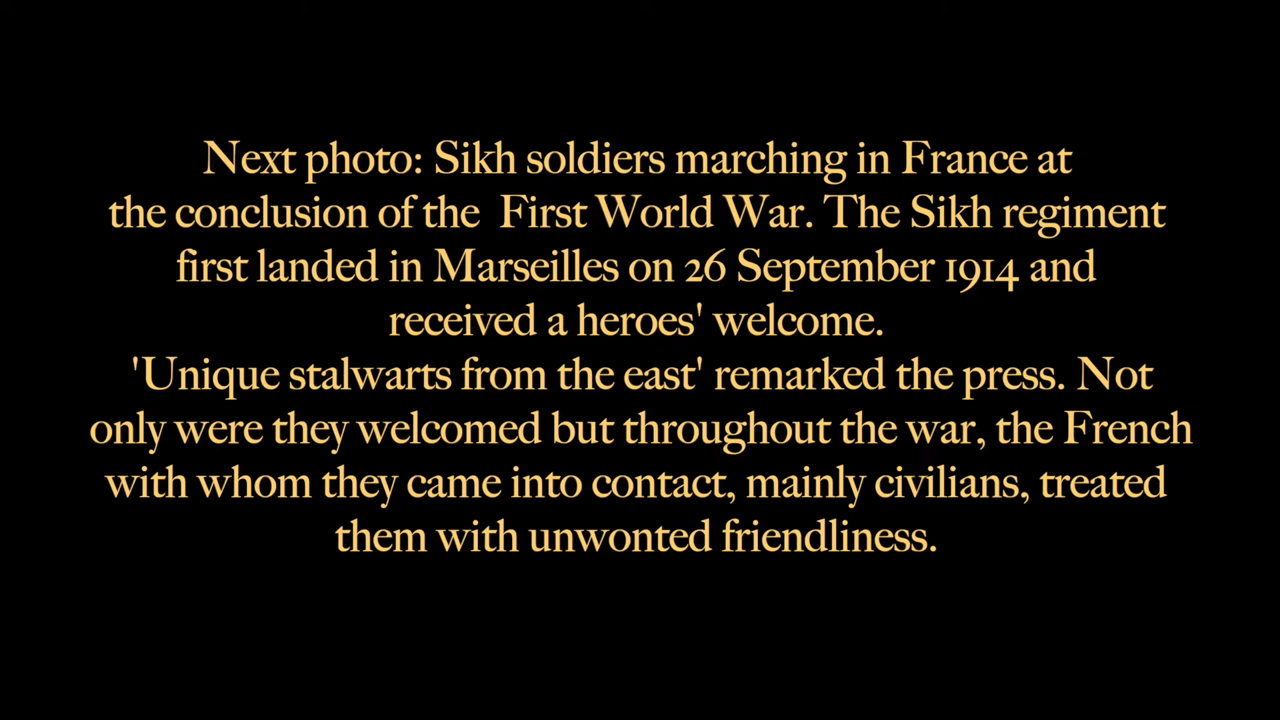 Next photo: Sikh soldiers marching in France at
the conclusion of the  First World War. The Sikh regiment
first landed in Marseilles on 26 September 1914 and
received a heroes' welcome.
'Unique stalwarts from the east' remarked the press. Not
only were they welcomed but throughout the war, the French
with whom they came into contact, mainly civilians, treated
them with unwonted friendliness.